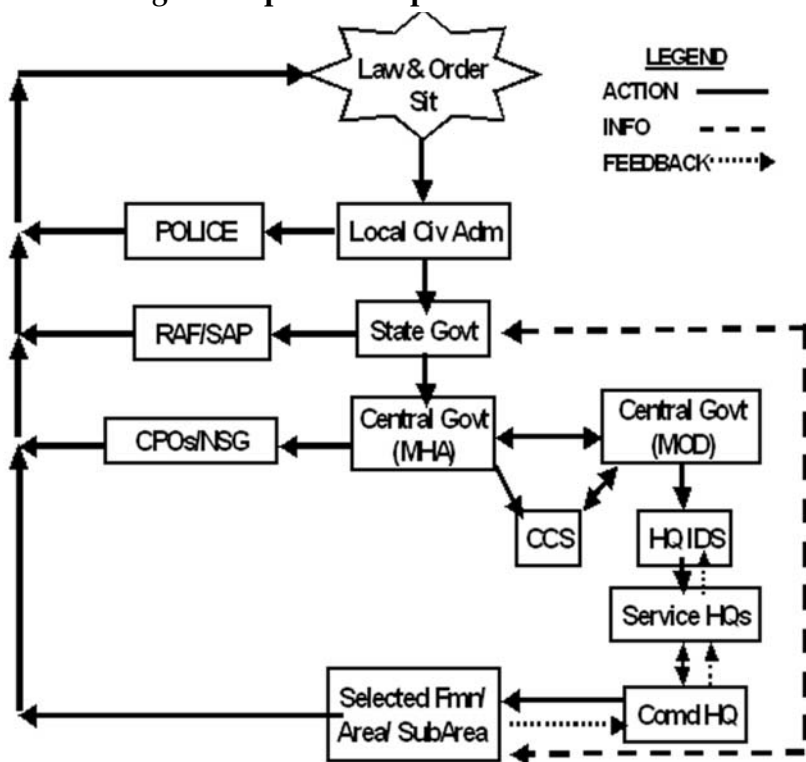 Law & Order
Sit
LEGEND
ACTION
INFO
FEEDBACK
POLICE
Local Civ Adm
RAF/SAP
State Govt
CPOs/NSG
Central Govt
(MHA)
Central Govt
(MOD)
CCS
HQ IDS
Service HQs
Selected Fmn/
Area/ SubArea
Comd HQ